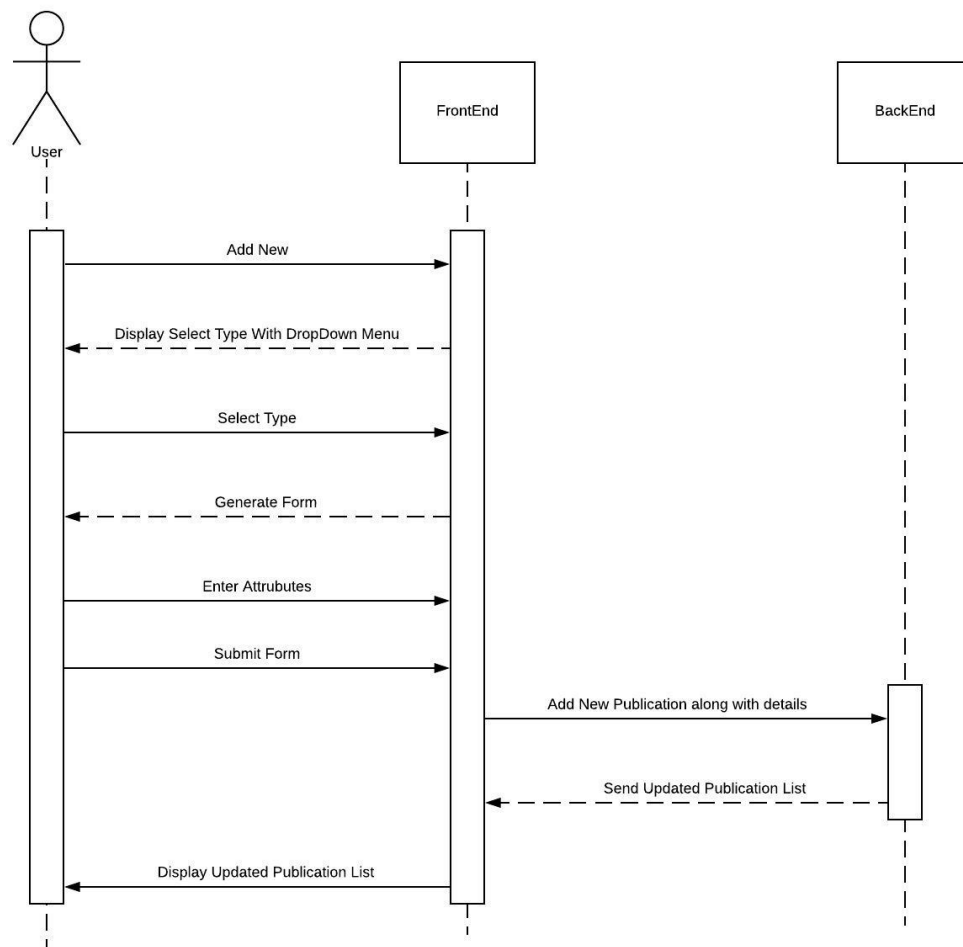 User
FrontEnd
BackEnd
Add New
Display Select Type With DropDown Menu
Select Type
Generate Form
Enter Attrubutes
Submit Form
Add New Publication along with details
Send Updated Publication List
Display Updated Publication List